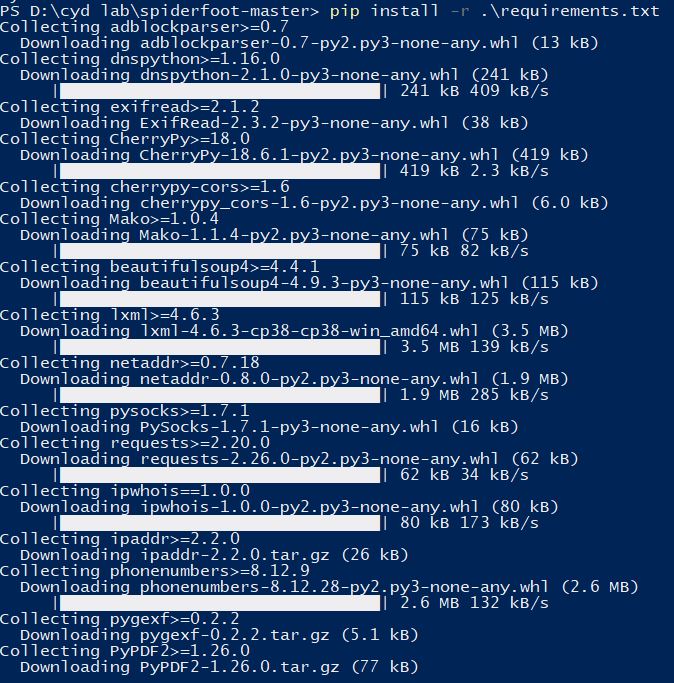 PS D:\cyd lab\spiderfoot-master> pip install -r .\requirements.txt
Collecting adblockparser>=0.7
Downloading adblockparser-0.7-py2.py3-none-any.whl (13 kB)
Collecting dnspython>=1.16.0
Downloading dnspython-2.1.0-py3-none-any.whl (241 kB)
|████████████████████████████████| 241 kB 409 kB/s
Collecting exifread>=2.1.2
Downloading ExifRead-2.3.2-py3-none-any.whl (38 kB)
Collecting CherryPy>=18.0
Downloading CherryPy-18.6.1-py2.py3-none-any.whl (419 kB)
|████████████████████████████████| 419 kB 2.3 kB/s
Collecting cherrypy-cors>=1.6
Downloading cherrypy_cors-1.6-py2.py3-none-any.whl (6.0 kB)
Collecting Mako>=1.0.4
Downloading Mako-1.1.4-py2.py3-none-any.whl (75 kB)
|████████████████████████████████| 75 kB 82 kB/s
Collecting beautifulsoup4>=4.4.1
Downloading beautifulsoup4-4.9.3-py3-none-any.whl (115 kB)
|████████████████████████████████| 115 kB 125 kB/s
Collecting lxml>=4.6.3
Downloading lxml-4.6.3-cp38-cp38-win_amd64.whl (3.5 MB)
|████████████████████████████████| 3.5 MB 139 kB/s
Collecting netaddr>=0.7.18
Downloading netaddr-0.8.0-py2.py3-none-any.whl (1.9 MB)
|████████████████████████████████| 1.9 MB 285 kB/s
Collecting pysocks>=1.7.1
Downloading PySocks-1.7.1-py3-none-any.whl (16 kB)
Collecting requests>=2.20.0
Downloading requests-2.26.0-py2.py3-none-any.whl (62 kB)
|████████████████████████████████| 62 kB 34 kB/s
Collecting ipwhois==1.0.0
Downloading ipwhois-1.0.0-py2.py3-none-any.whl (80 kB)
|████████████████████████████████| 80 kB 173 kB/s
Collecting ipaddr>=2.2.0
Downloading ipaddr-2.2.0.tar.gz (26 kB)
Collecting phonenumbers>=8.12.9
Downloading phonenumbers-8.12.28-py2.py3-none-any.whl (2.6 MB)
|████████████████████████████████| 2.6 MB 132 kB/s
Collecting pygexf>=0.2.2
Downloading pygexf-0.2.2.tar.gz (5.1 kB)
Collecting PyPDF2>=1.26.0
Downloading PyPDF2-1.26.0.tar.gz (77 kB)